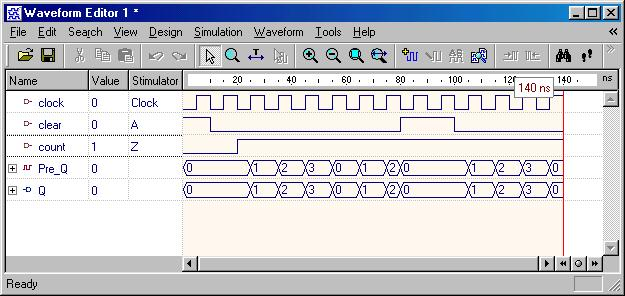 Waveform Editor 1 *
File Edit Search View Design Simulation Waveform Tools Help
Name Value Stimulator 20 40 60 80 100 120 140 ns
140 ns
clock 0 Clock
clear 0 A
count 1 Z
Pre_Q 0 0 1 2 3 0 1 2 0 1 2 3 0
Q 0 0 1 2 3 0 1 2 0 1 2 3 0
Ready